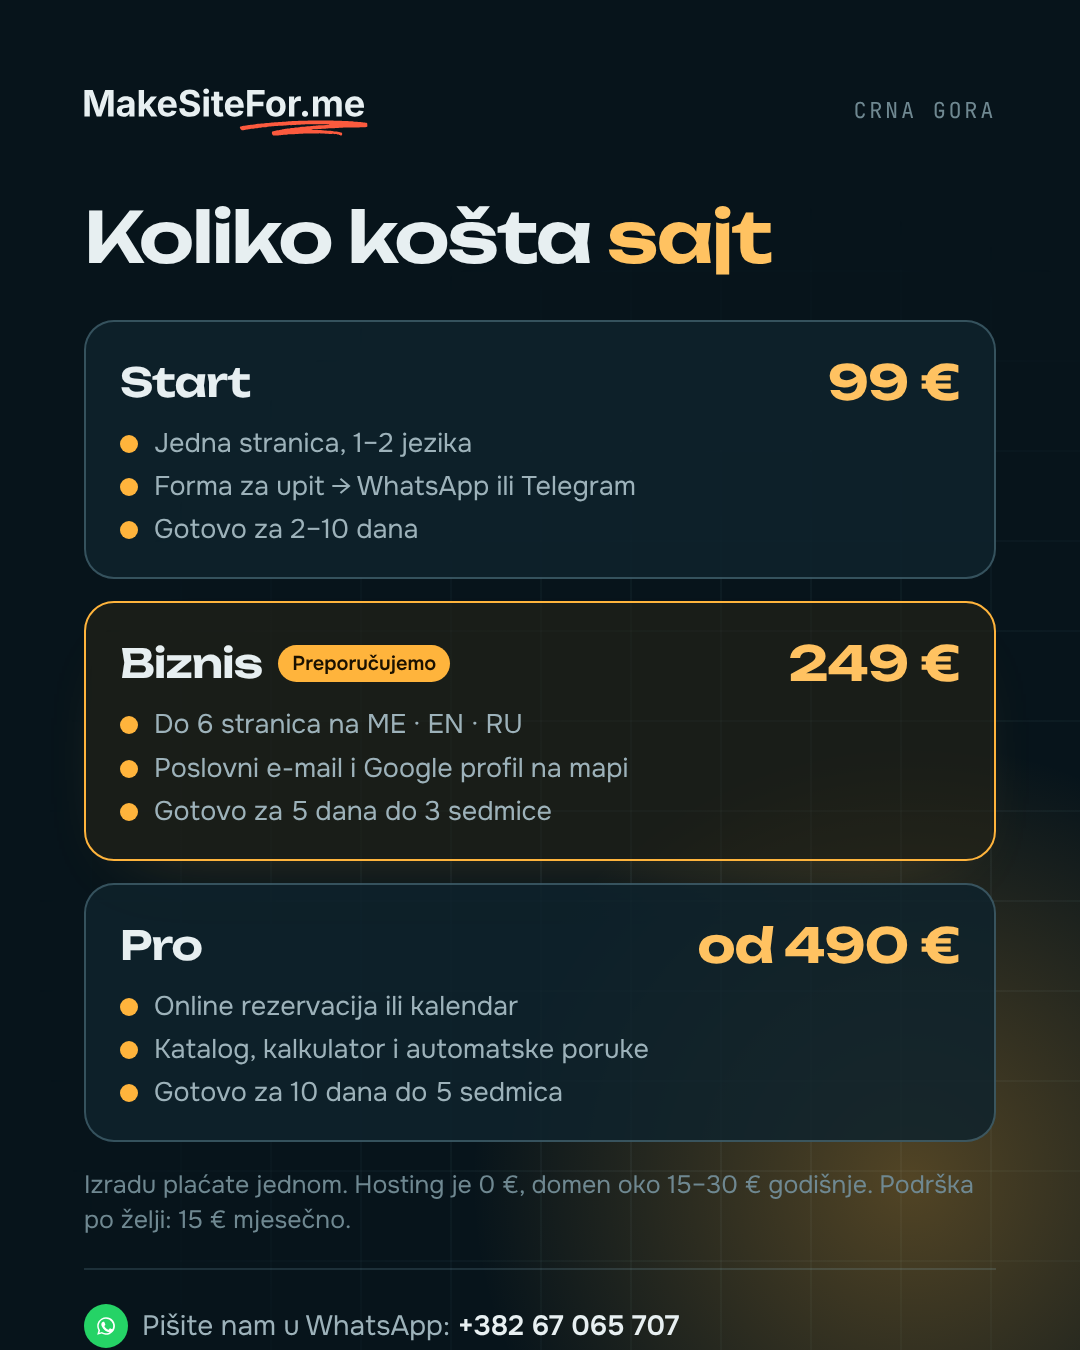 MakeSiteFor.me
CRNA GORA
Koliko košta sajt
Start
99 €
Jedna stranica, 1–2 jezika
Forma za upit → WhatsApp ili Telegram
Gotovo za 2–10 dana
Biznis
Preporučujemo
249 €
Do 6 stranica na ME · EN · RU
Poslovni e-mail i Google profil na mapi
Gotovo za 5 dana do 3 sedmice
Pro
od 490 €
Online rezervacija ili kalendar
Katalog, kalkulator i automatske poruke
Gotovo za 10 dana do 5 sedmica
Izradu plaćate jednom. Hosting je 0 €, domen oko 15–30 € godišnje. Podrška
po želji: 15 € mjesečno.
Pišite nam u WhatsApp: +382 67 065 707